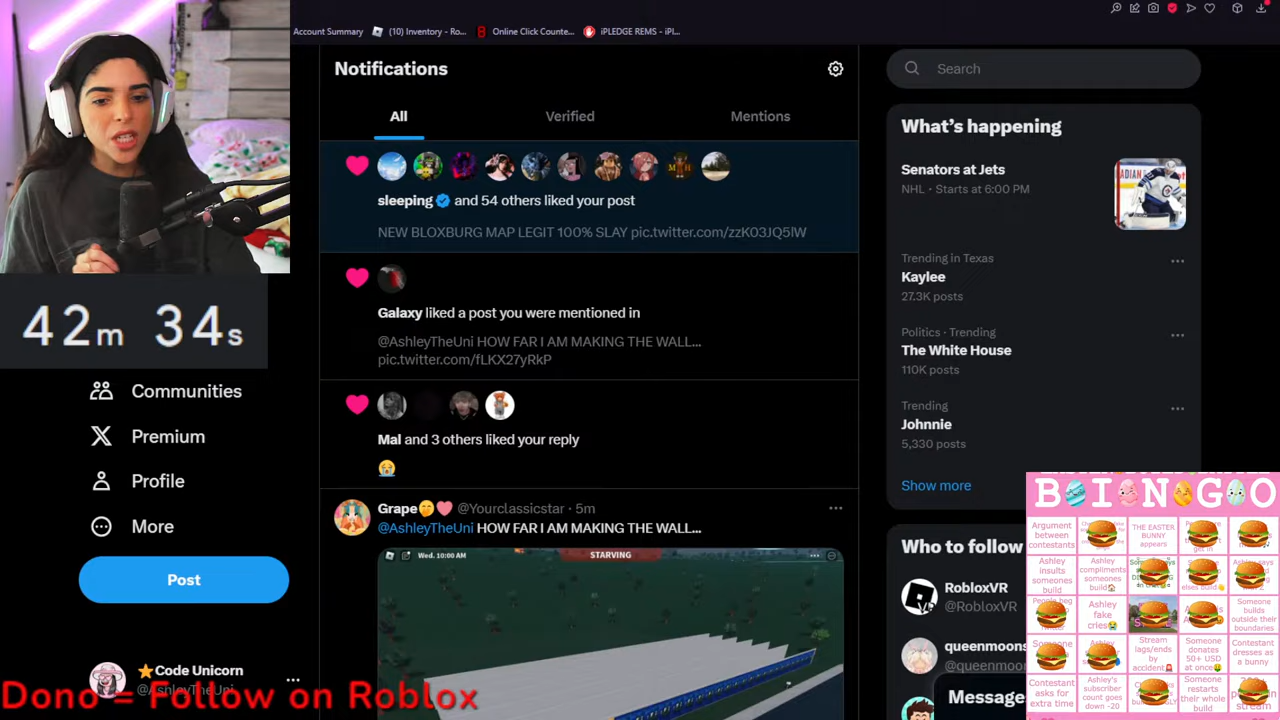 Account Summary
(10) Inventory - Ro...
Online Click Counte...
iPLEDGE REMS - iPl...
Notifications
Search
All
Verified
Mentions
What's happening
sleeping and 54 others liked your post
NEW BLOXBURG MAP LEGIT 100% SLAY pic.twitter.com/zzK03JQ5lW
Senators at Jets
NHL · Starts at 6:00 PM
Trending in Texas
Kaylee
27.3K posts
Galaxy liked a post you were mentioned in
@AshleyTheUni HOW FAR I AM MAKING THE WALL...
pic.twitter.com/fLKX27yRkP
Politics · Trending
The White House
110K posts
42m 34s
Communities
Premium
Profile
More
Post
Mal and 3 others liked your reply
Trending
Johnnie
5,330 posts
Show more
Grape @Yourclassicstar · 5m
@AshleyTheUni HOW FAR I AM MAKING THE WALL...
Wed. 10:00 AM
STARVING
Who to follow
RobloxVR
@RobloxVR
queenmoon
@queenmoons
Message
BINGO
Argument
between
contestants
THE EASTER
BUNNY
appears
Ashley
insults
someones
build
Ashley
compliments
someones
build
Ashley
fake
cries
Someone
builds
outside their
boundaries
Stream
lags/ends
by
accident
Someone
donates
50+ USD
at once
Contestant
dresses as
a bunny
Contestant
asks for
extra time
Ashley's
subscriber
count goes
down -20
Someone
restarts
their whole
build
Code Unicorn
@AshleyTheUni
Dono = Follow on Roblox